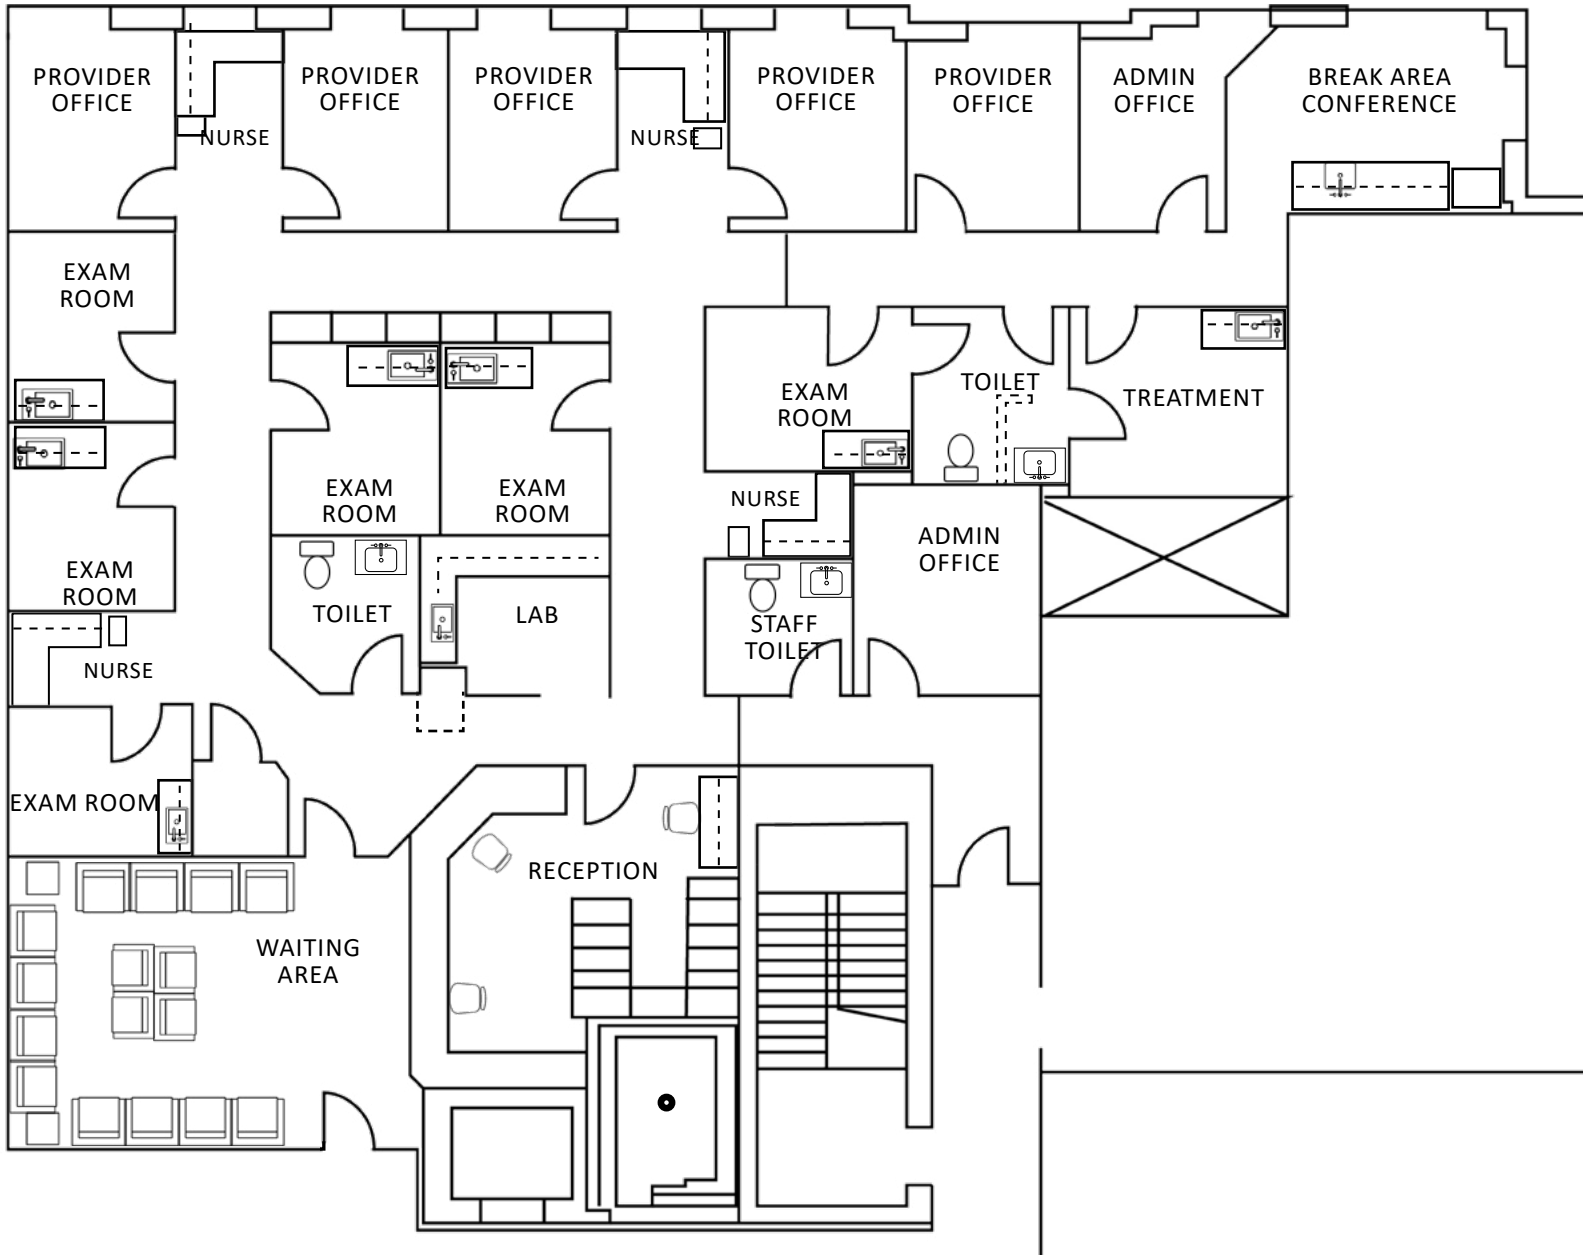 PROVIDER
OFFICE
NURSE
PROVIDER
OFFICE
PROVIDER
OFFICE
NURSE
PROVIDER
OFFICE
PROVIDER
OFFICE
ADMIN
OFFICE
BREAK AREA
CONFERENCE
EXAM
ROOM
EXAM
ROOM
TOILET
TREATMENT
EXAM
ROOM
EXAM
ROOM
NURSE
ADMIN
OFFICE
EXAM
ROOM
TOILET
LAB
STAFF
TOILET
NURSE
EXAM ROOM
RECEPTION
WAITING
AREA